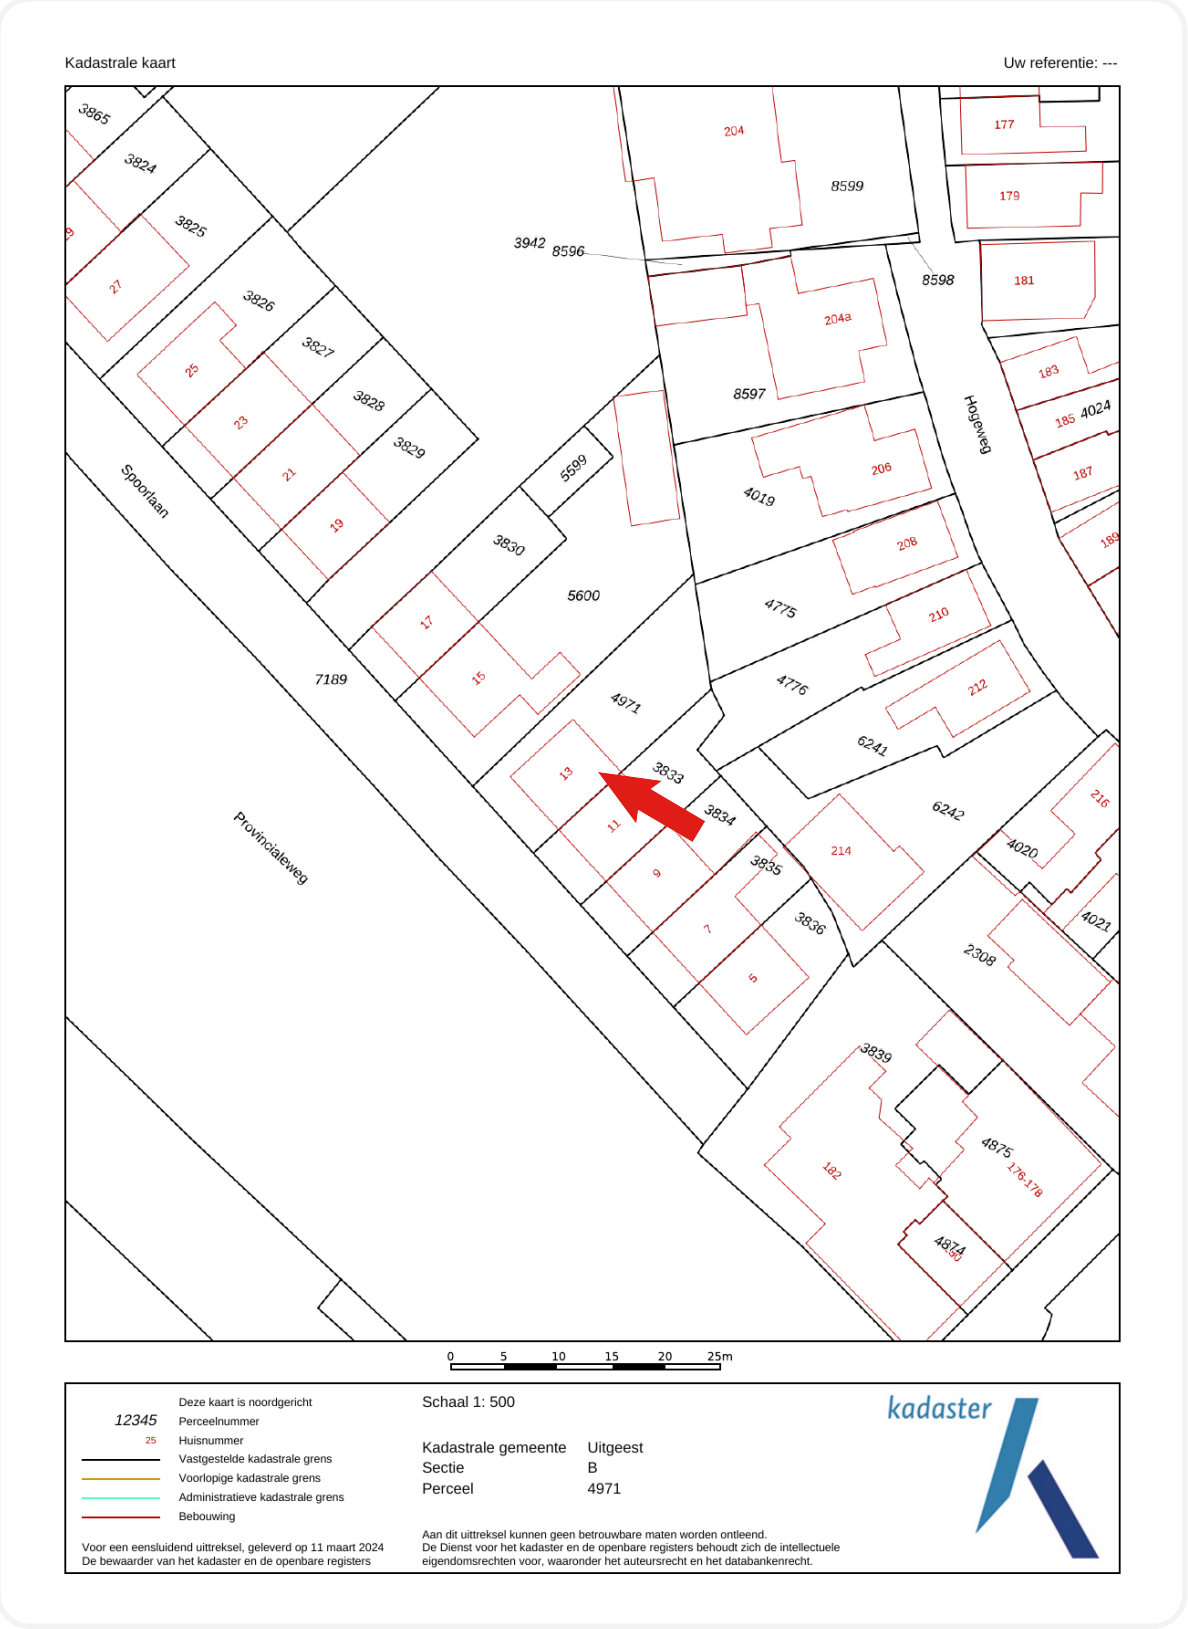 Kadastrale kaart
Uw referentie: ---
3865
3824
3825
27
3826
25
3827
23
3828
21
3829
19
204
8599
3942
8596
8598
177
179
181
204a
8597
183
185
4024
187
189
Hogeweg
206
4019
208
4775
210
4776
212
6241
6242
Spoorlaan
5599
3830
5600
17
15
7189
4971
13
3833
11
3834
9
3835
7
3836
5
214
216
4020
4021
2308
Provincialeweg
3839
4875
176-178
182
4874
0 5 10 15 20 25m
Deze kaart is noordgericht
12345 Perceelnummer
25 Huisnummer
Vastgestelde kadastrale grens
Voorlopige kadastrale grens
Administratieve kadastrale grens
Bebouwing
Voor een eensluidend uittreksel, geleverd op 11 maart 2024
De bewaarder van het kadaster en de openbare registers
Schaal 1: 500
Kadastrale gemeente Uitgeest
Sectie B
Perceel 4971
Aan dit uittreksel kunnen geen betrouwbare maten worden ontleend.
De Dienst voor het kadaster en de openbare registers behoudt zich de intellectuele
eigendomsrechten voor, waaronder het auteursrecht en het databankenrecht.
kadaster